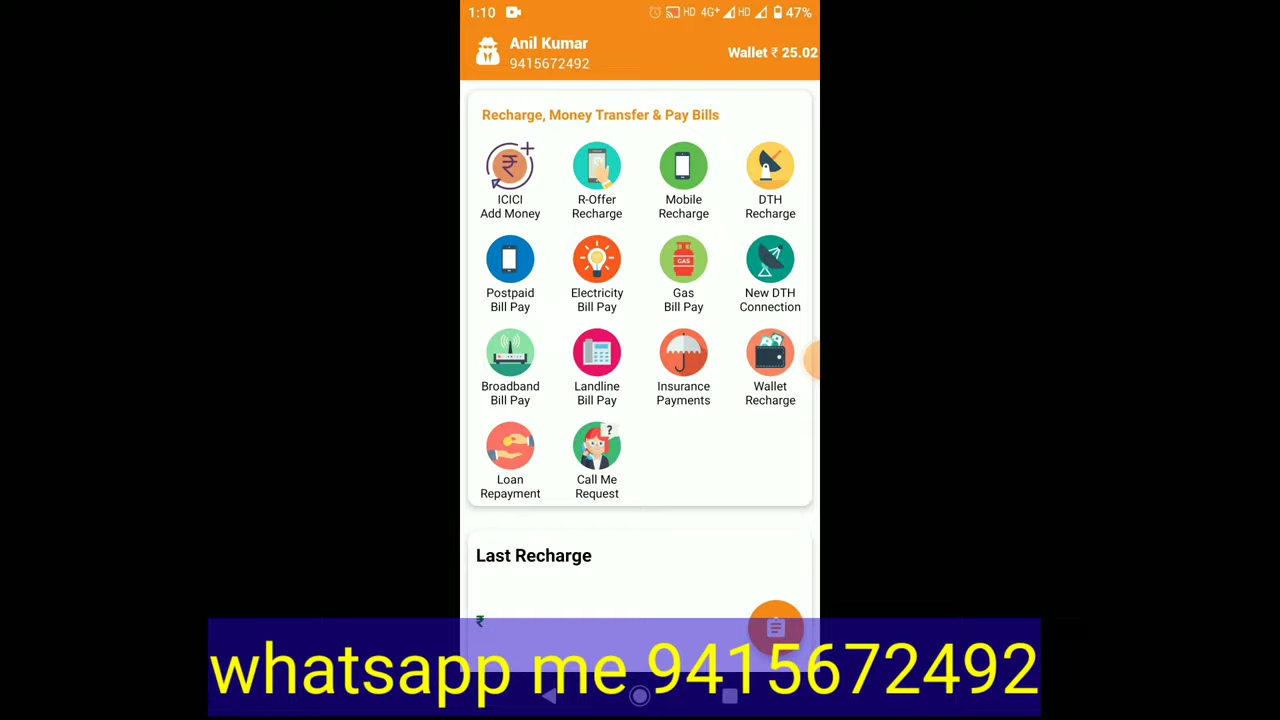 1:10 HD 4G+ HD 47%
Anil Kumar
9415672492
Wallet ₹ 25.02
Recharge, Money Transfer & Pay Bills
ICICI
Add Money
R-Offer
Recharge
Mobile
Recharge
DTH
Recharge
Postpaid
Bill Pay
Electricity
Bill Pay
GAS
Gas
Bill Pay
New DTH
Connection
Broadband
Bill Pay
Landline
Bill Pay
Insurance
Payments
Wallet
Recharge
Loan
Repayment
?
Call Me
Request
Last Recharge
₹
whatsapp me 9415672492